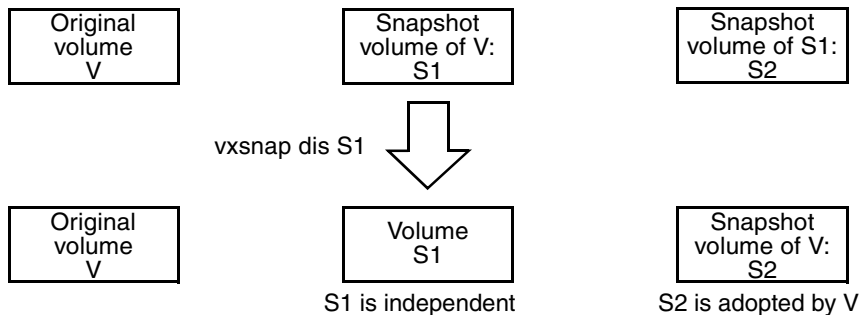 Original
volume
V
Snapshot
volume of V:
S1
Snapshot
volume of S1:
S2
vxsnap dis S1
Original
volume
V
Volume
S1
Snapshot
volume of V:
S2
S1 is independent
S2 is adopted by V